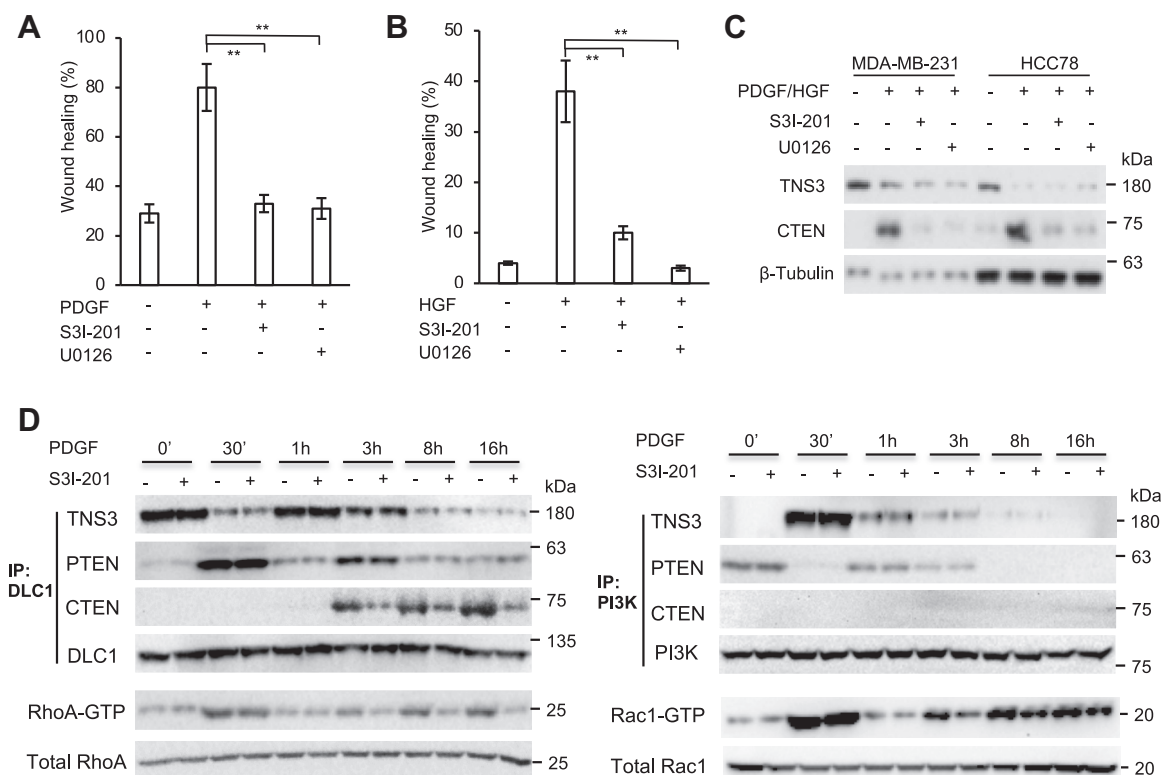 A
**
**
100
80
60
40
20
0
Wound healing (%)
PDGF - + + +
S3I-201 - - + -
U0126 - - - +
B
**
**
50
40
30
20
10
0
Wound healing (%)
HGF - + + +
S3I-201 - - + -
U0126 - - - +
C
MDA-MB-231 HCC78
PDGF/HGF - + + + - + + +
S3I-201 - - + - - - + -
U0126 - - - + - - - +
kDa
TNS3 180
CTEN 75
β-Tubulin 63
D
PDGF 0' 30' 1h 3h 8h 16h
S3I-201 - + - + - + - + - + - +
kDa
IP: DLC1
TNS3 180
PTEN 63
CTEN 75
DLC1 135
RhoA-GTP 25
Total RhoA 25
PDGF 0' 30' 1h 3h 8h 16h
S3I-201 - + - + - + - + - + - +
kDa
IP: PI3K
TNS3 180
PTEN 63
CTEN 75
PI3K 75
Rac1-GTP 20
Total Rac1 20